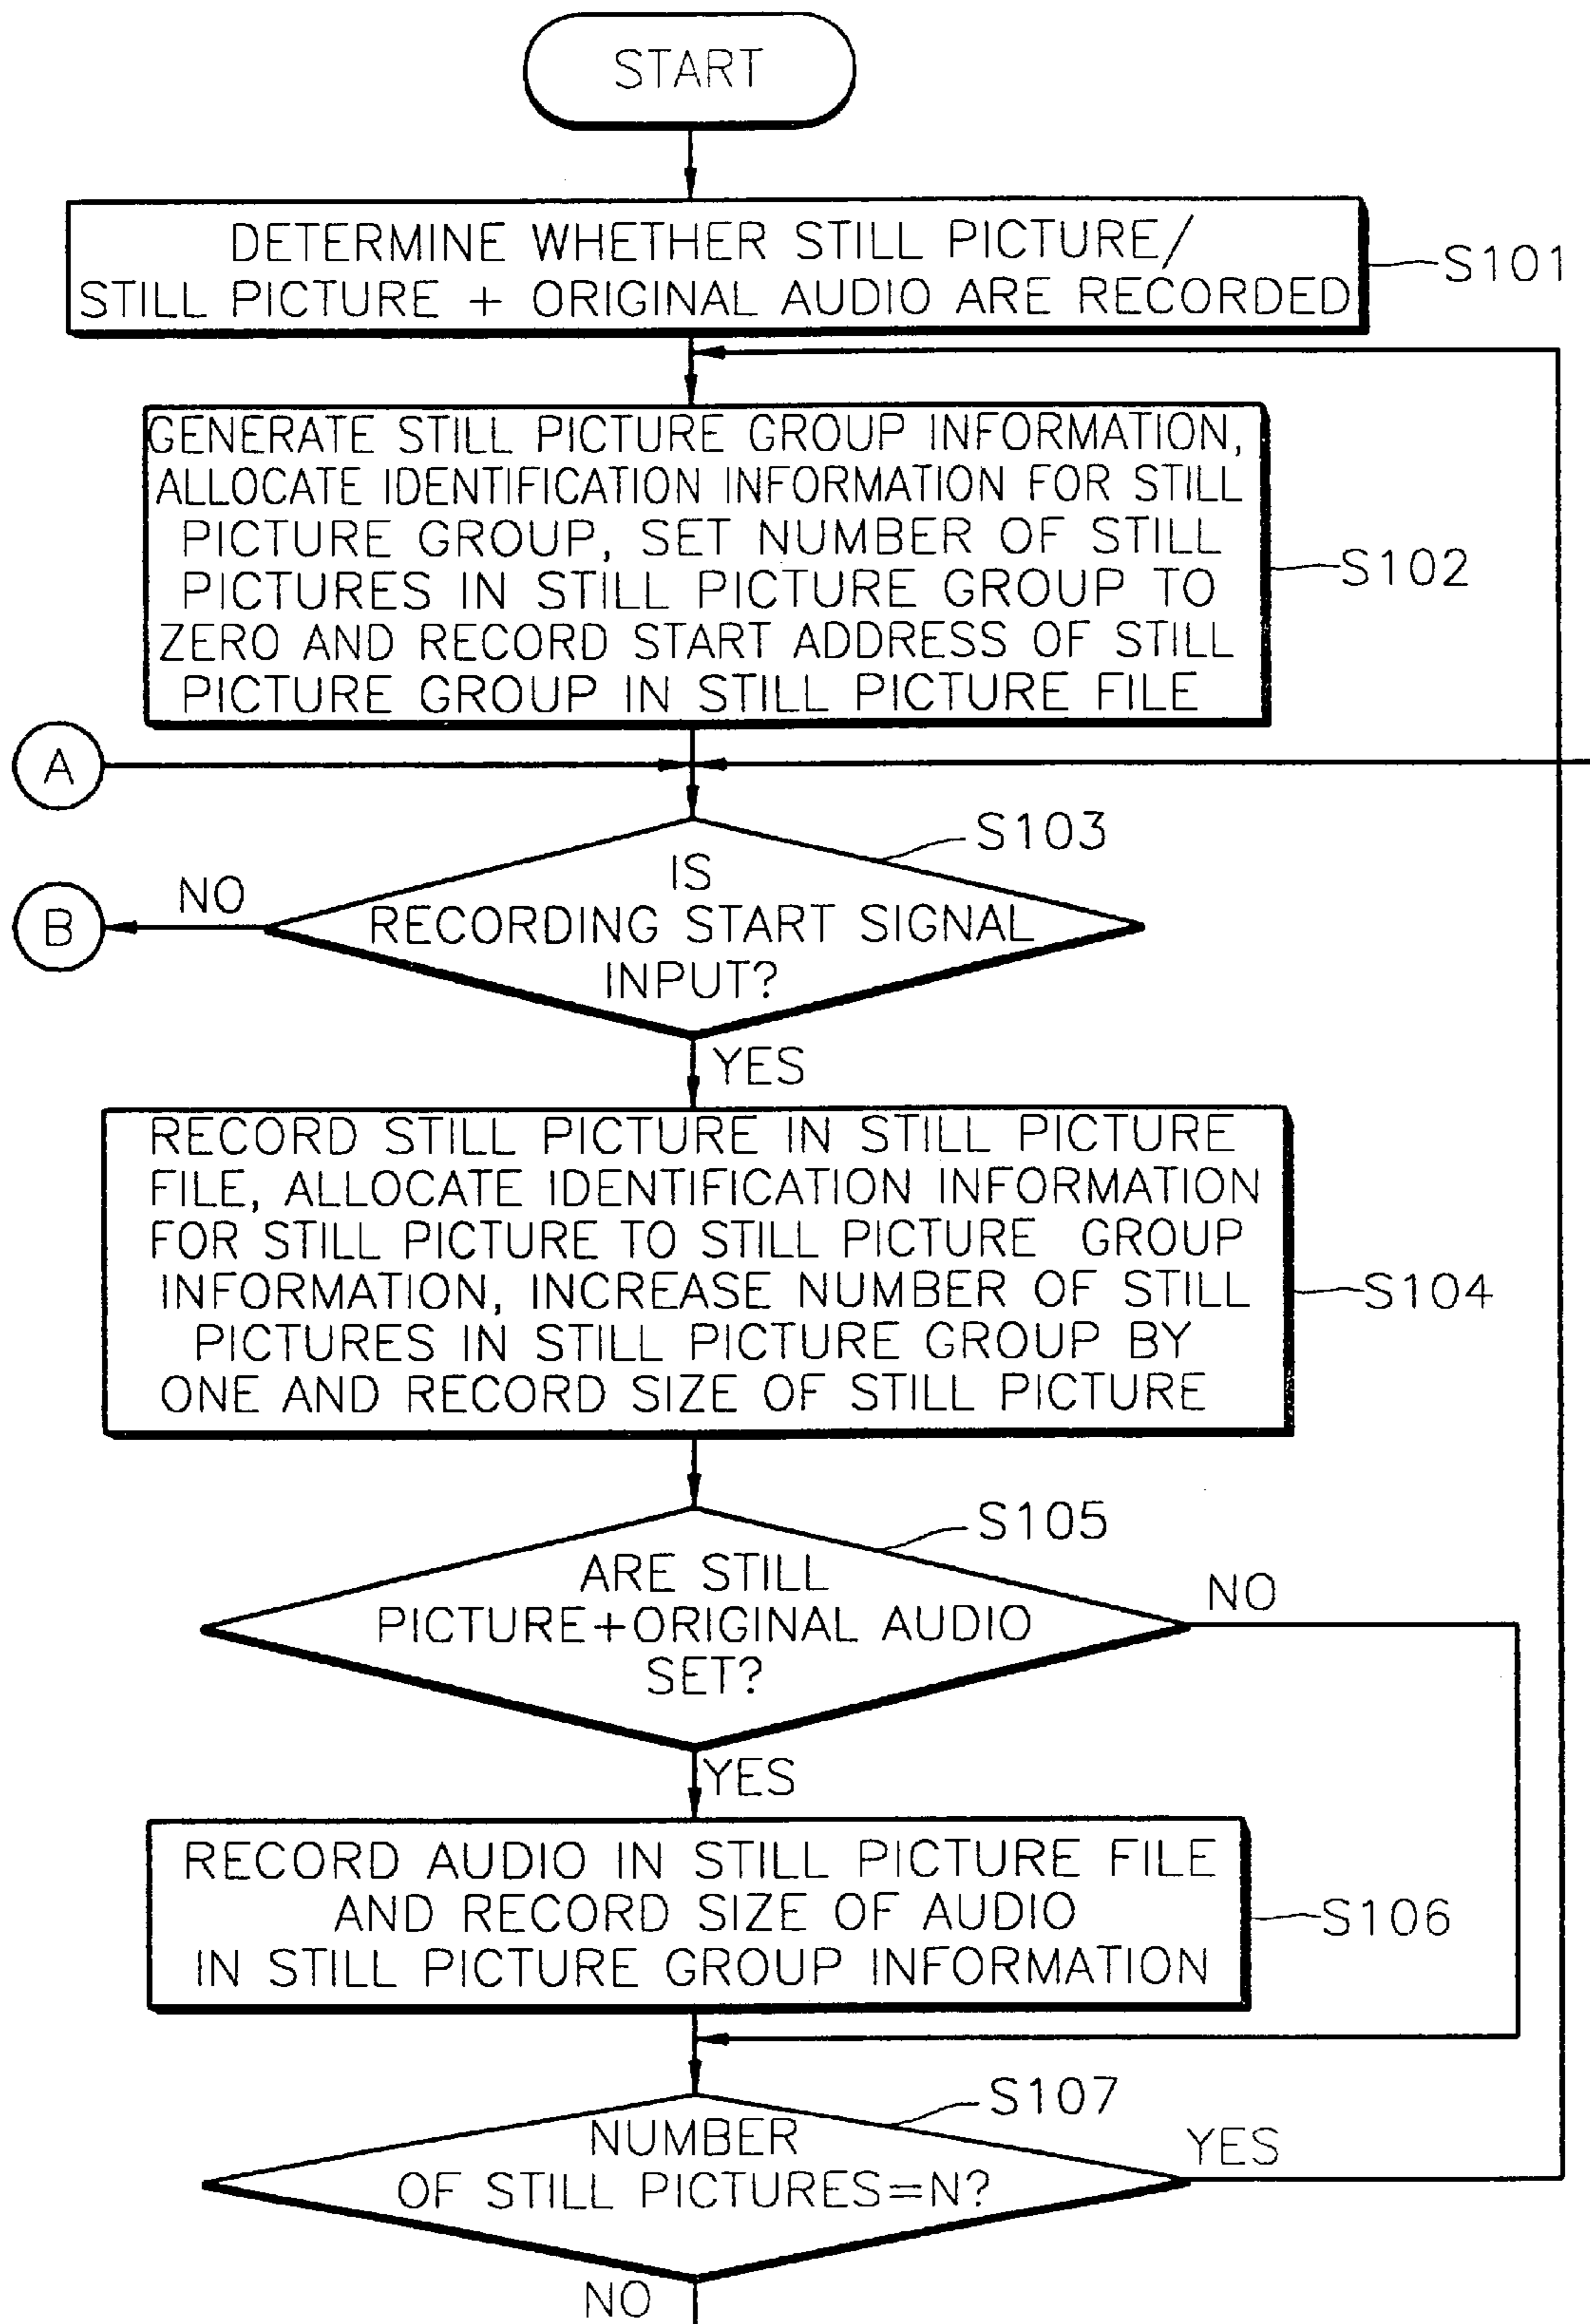 START
DETERMINE WHETHER STILL PICTURE/
STILL PICTURE + ORIGINAL AUDIO ARE RECORDED
S101
GENERATE STILL PICTURE GROUP INFORMATION,
ALLOCATE IDENTIFICATION INFORMATION FOR STILL
PICTURE GROUP, SET NUMBER OF STILL
PICTURES IN STILL PICTURE GROUP TO
ZERO AND RECORD START ADDRESS OF STILL
PICTURE GROUP IN STILL PICTURE FILE
S102
A
S103
IS
RECORDING START SIGNAL
INPUT?
NO
B
YES
RECORD STILL PICTURE IN STILL PICTURE
FILE, ALLOCATE IDENTIFICATION INFORMATION
FOR STILL PICTURE TO STILL PICTURE GROUP
INFORMATION, INCREASE NUMBER OF STILL
PICTURES IN STILL PICTURE GROUP BY
ONE AND RECORD SIZE OF STILL PICTURE
S104
S105
ARE STILL
PICTURE+ORIGINAL AUDIO
SET?
NO
YES
RECORD AUDIO IN STILL PICTURE FILE
AND RECORD SIZE OF AUDIO
IN STILL PICTURE GROUP INFORMATION
S106
S107
NUMBER
OF STILL PICTURES=N?
YES
NO